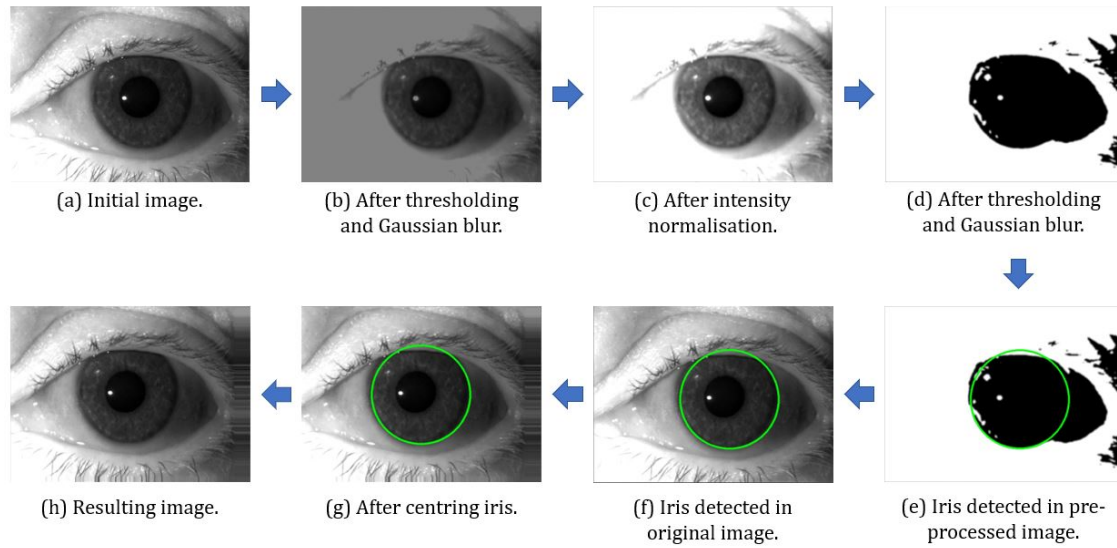 (a) Initial image.
(b) After thresholding
and Gaussian blur.
(c) After intensity
normalisation.
(d) After thresholding
and Gaussian blur.
(e) Iris detected in pre-
processed image.
(f) Iris detected in
original image.
(g) After centring iris.
(h) Resulting image.